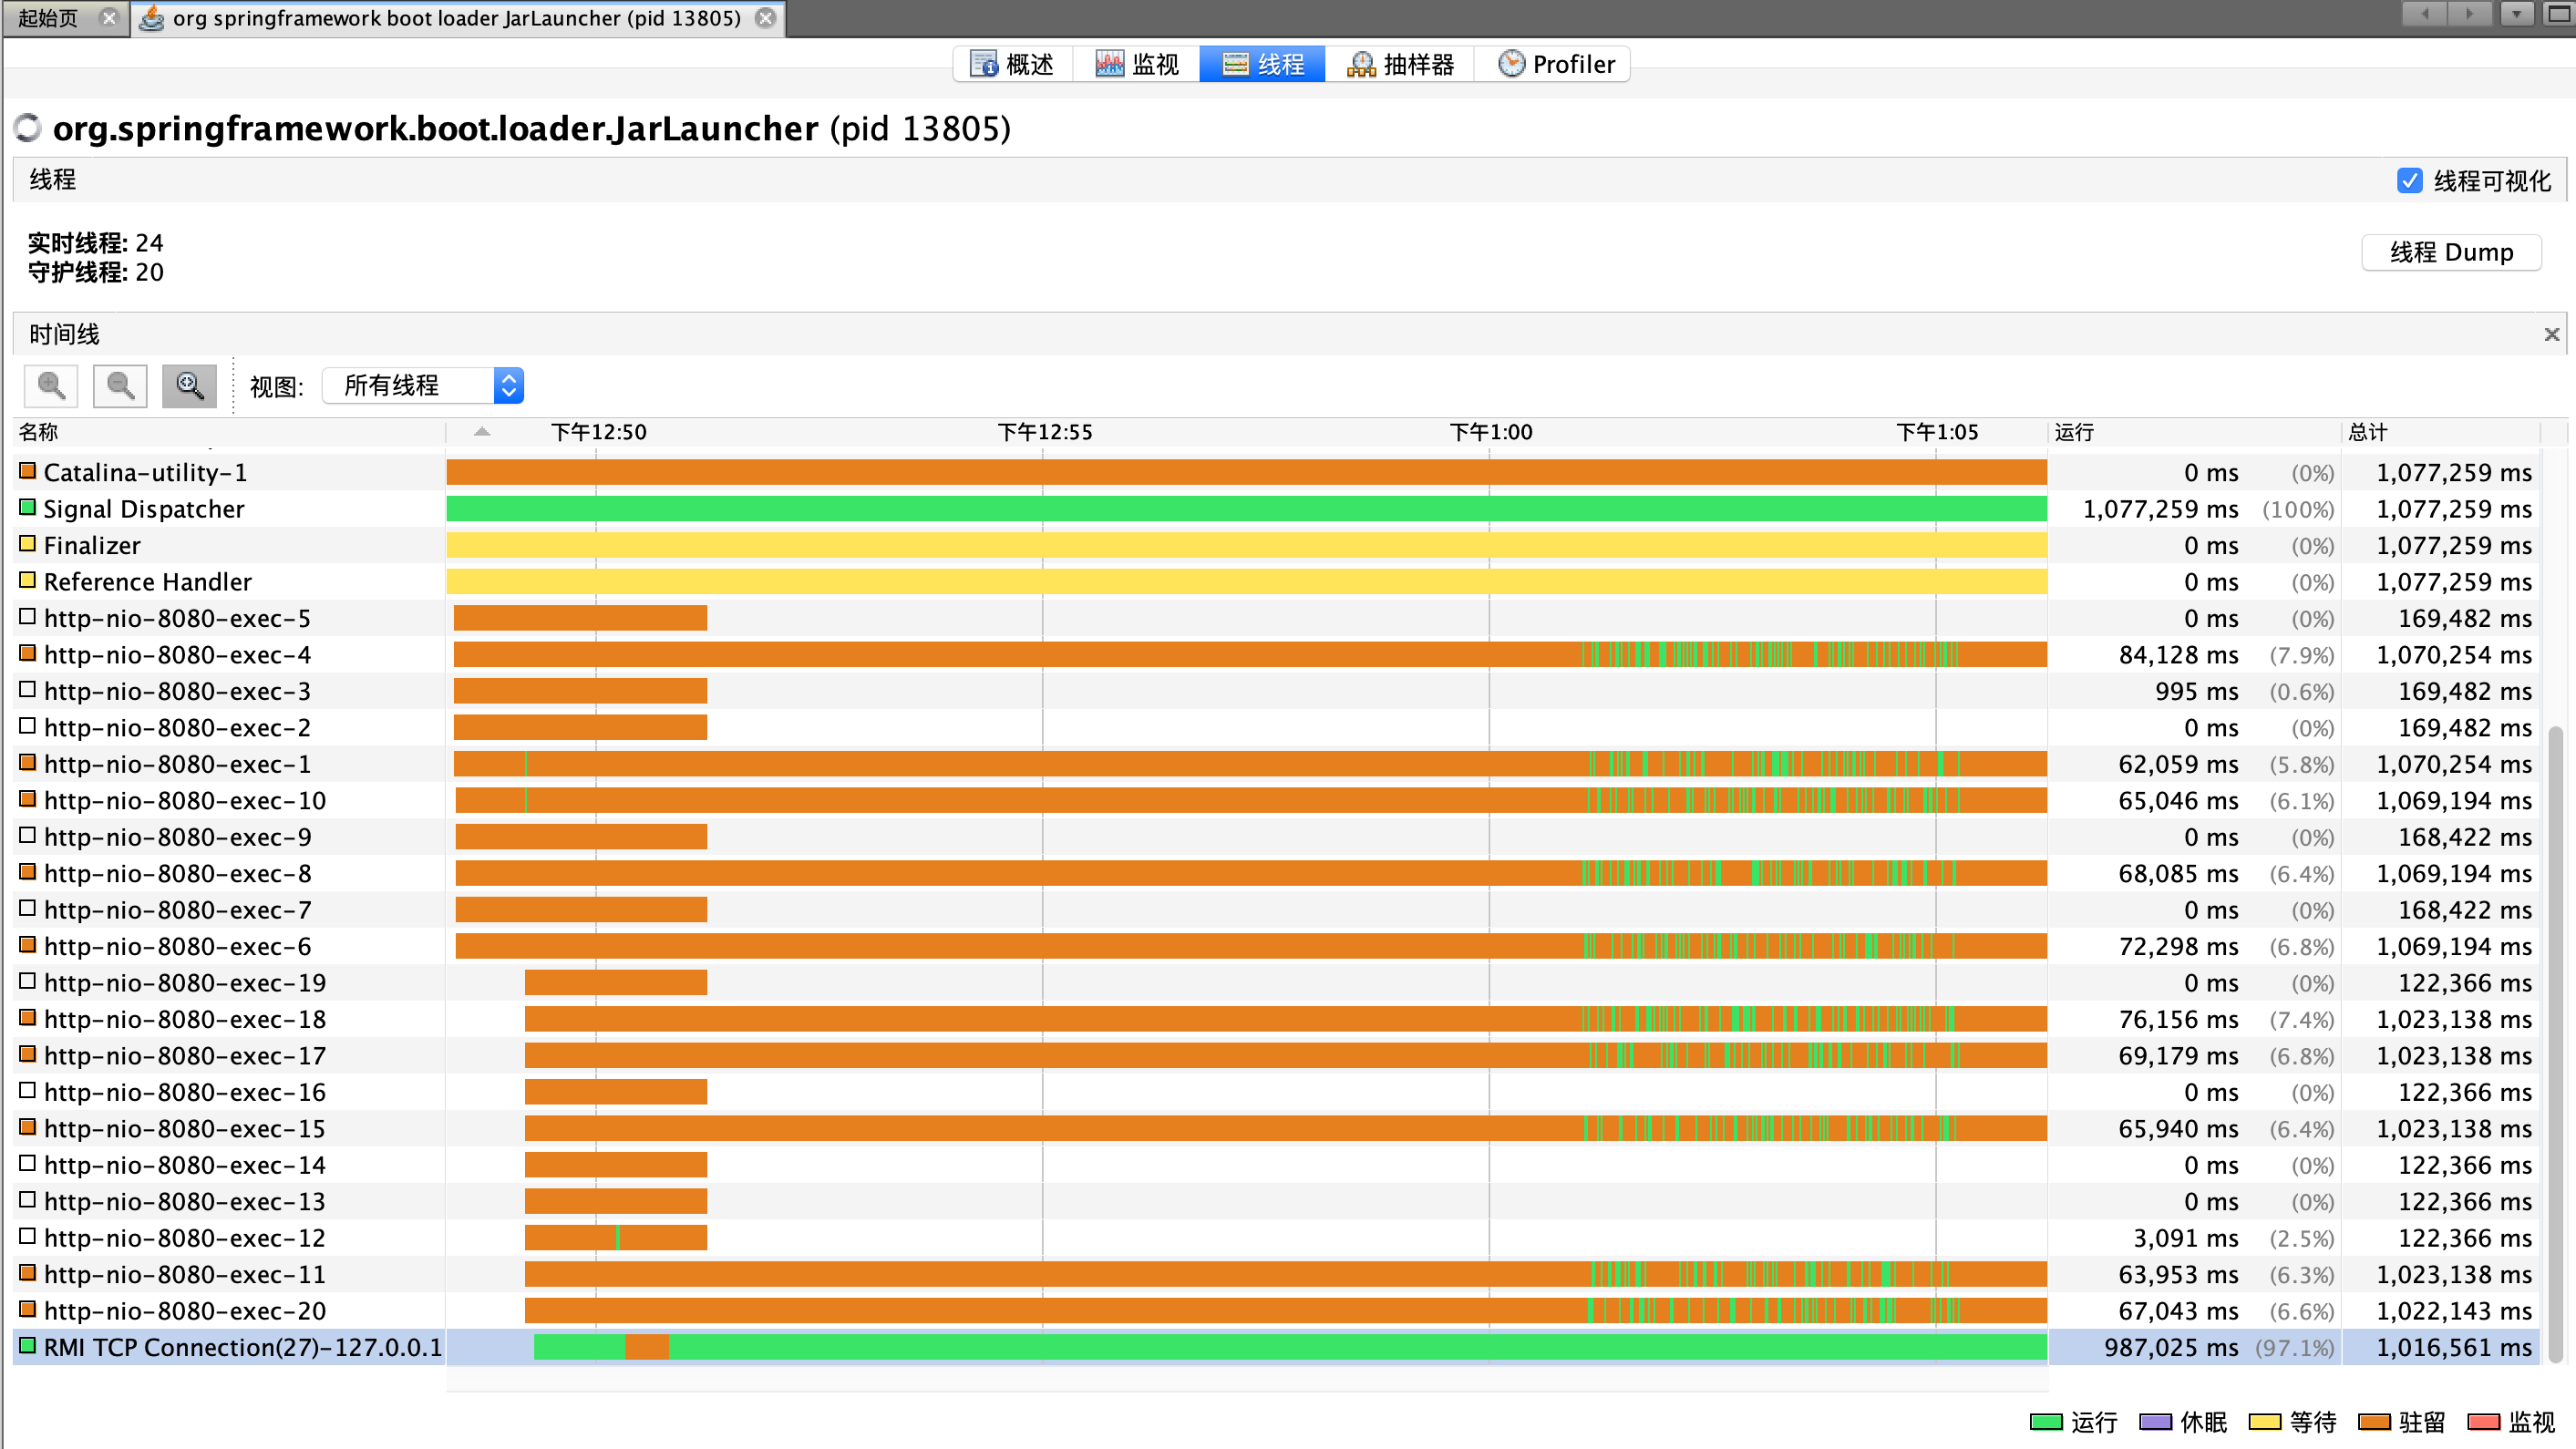 起始页
org springframework boot loader JarLauncher (pid 13805)
概述 监视 线程 抽样器 Profiler
org.springframework.boot.loader.JarLauncher (pid 13805)
线程 线程可视化
实时线程: 24
守护线程: 20
线程 Dump
时间线
视图: 所有线程
名称 下午12:50 下午12:55 下午1:00 下午1:05 运行 总计
Catalina-utility-1 0 ms (0%) 1,077,259 ms
Signal Dispatcher 1,077,259 ms (100%) 1,077,259 ms
Finalizer 0 ms (0%) 1,077,259 ms
Reference Handler 0 ms (0%) 1,077,259 ms
http-nio-8080-exec-5 0 ms (0%) 169,482 ms
http-nio-8080-exec-4 84,128 ms (7.9%) 1,070,254 ms
http-nio-8080-exec-3 995 ms (0.6%) 169,482 ms
http-nio-8080-exec-2 0 ms (0%) 169,482 ms
http-nio-8080-exec-1 62,059 ms (5.8%) 1,070,254 ms
http-nio-8080-exec-10 65,046 ms (6.1%) 1,069,194 ms
http-nio-8080-exec-9 0 ms (0%) 168,422 ms
http-nio-8080-exec-8 68,085 ms (6.4%) 1,069,194 ms
http-nio-8080-exec-7 0 ms (0%) 168,422 ms
http-nio-8080-exec-6 72,298 ms (6.8%) 1,069,194 ms
http-nio-8080-exec-19 0 ms (0%) 122,366 ms
http-nio-8080-exec-18 76,156 ms (7.4%) 1,023,138 ms
http-nio-8080-exec-17 69,179 ms (6.8%) 1,023,138 ms
http-nio-8080-exec-16 0 ms (0%) 122,366 ms
http-nio-8080-exec-15 65,940 ms (6.4%) 1,023,138 ms
http-nio-8080-exec-14 0 ms (0%) 122,366 ms
http-nio-8080-exec-13 0 ms (0%) 122,366 ms
http-nio-8080-exec-12 3,091 ms (2.5%) 122,366 ms
http-nio-8080-exec-11 63,953 ms (6.3%) 1,023,138 ms
http-nio-8080-exec-20 67,043 ms (6.6%) 1,022,143 ms
RMI TCP Connection(27)-127.0.0.1 987,025 ms (97.1%) 1,016,561 ms
运行 休眠 等待 驻留 监视